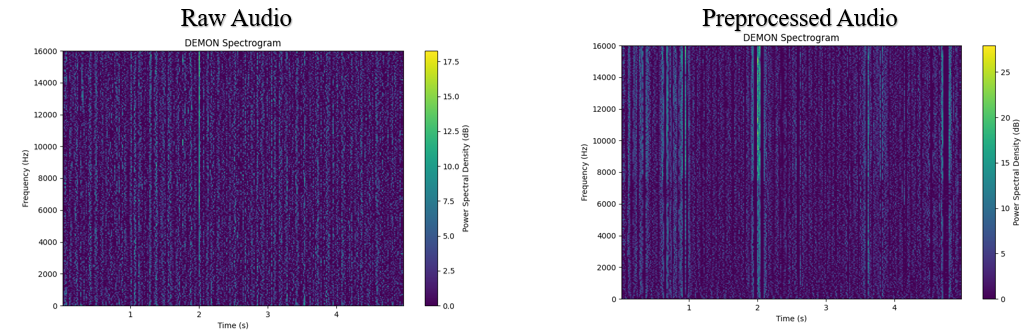 Raw Audio
DEMON Spectrogram
16000
14000
12000
10000
8000
6000
4000
2000
0
Frequency (Hz)
1 2 3 4
Time (s)
17.5
15.0
12.5
10.0
7.5
5.0
2.5
0.0
Power Spectral Density (dB)
Preprocessed Audio
DEMON Spectrogram
16000
14000
12000
10000
8000
6000
4000
2000
0
Frequency (Hz)
1 2 3 4
Time (s)
25
20
15
10
5
0
Power Spectral Density (dB)